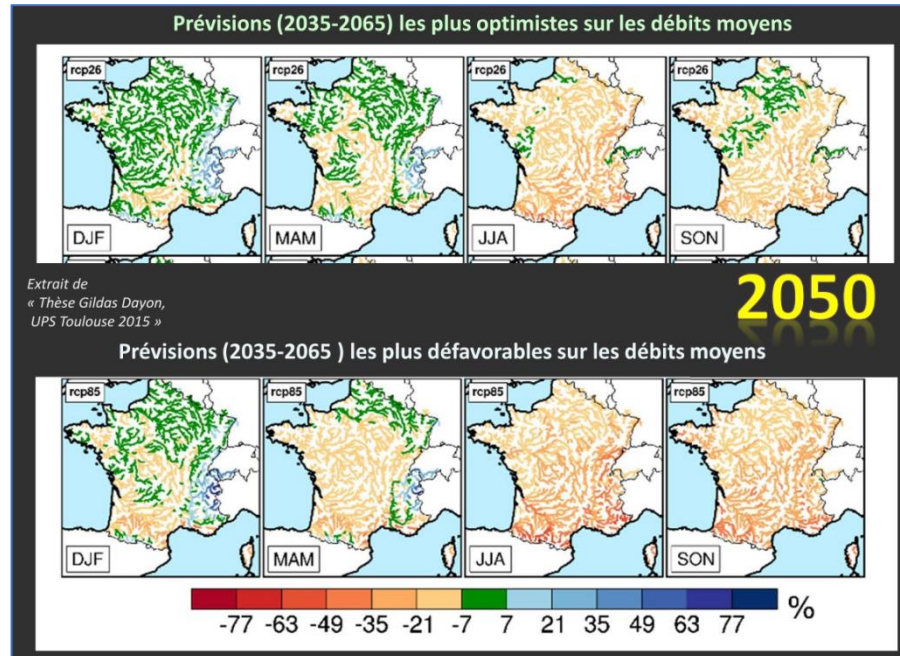 Prévisions (2035-2065) les plus optimistes sur les débits moyens
rcp26
rcp26
rcp26
rcp26
DJF
MAM
JJA
SON
Extrait de
« Thèse Gildas Dayon,
UPS Toulouse 2015 »
2050
Prévisions (2035-2065 ) les plus défavorables sur les débits moyens
rcp85
rcp85
rcp85
rcp85
DJF
MAM
JJA
SON
%
-77 -63 -49 -35 -21 -7 7 21 35 49 63 77